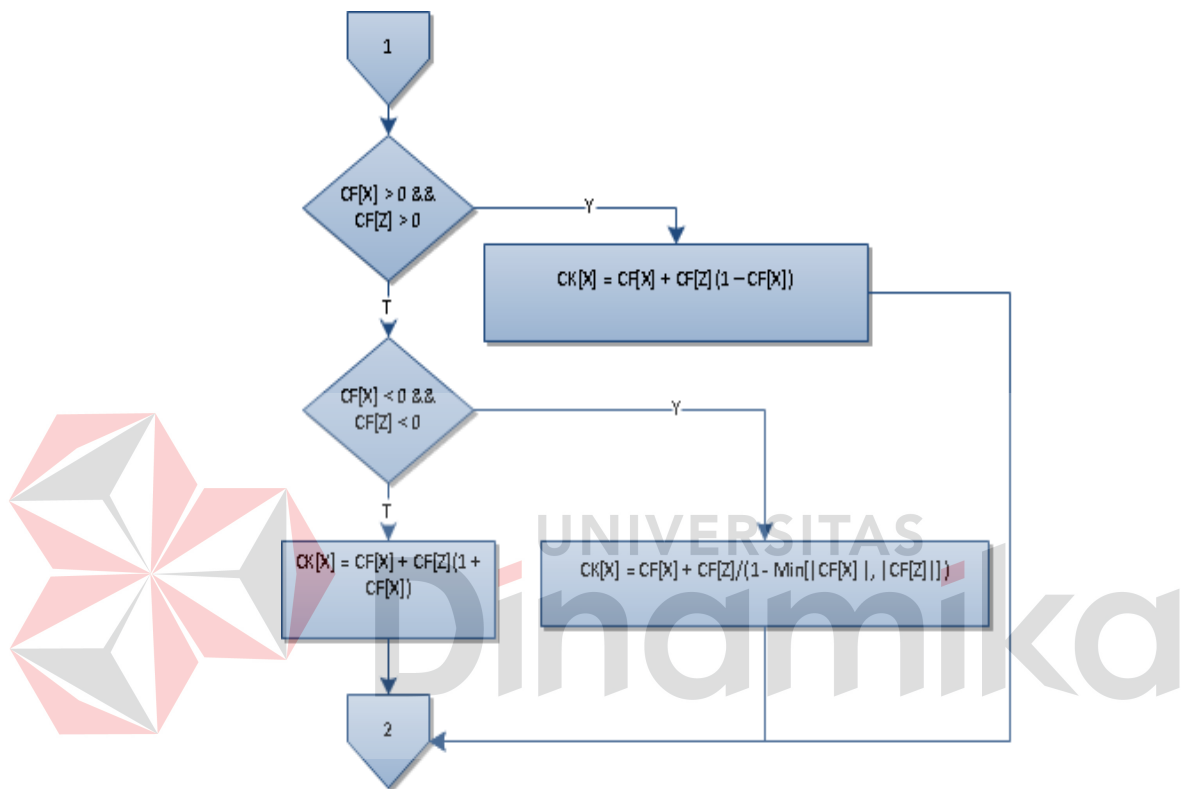 1
CF[X] > 0 &&
CF[Z] > 0
Y
CK[X] = CF[X] + CF[Z](1 – CF[X])
T
CF[X] < 0 &&
CF[Z] < 0
Y
T
CK[X] = CF[X] + CF[Z](1 +
CF[X])
CK[X] = CF[X] + CF[Z]/(1- Min[|CF[X]|, |CF[Z]|])
2
UNIVERSITAS
Dinamika